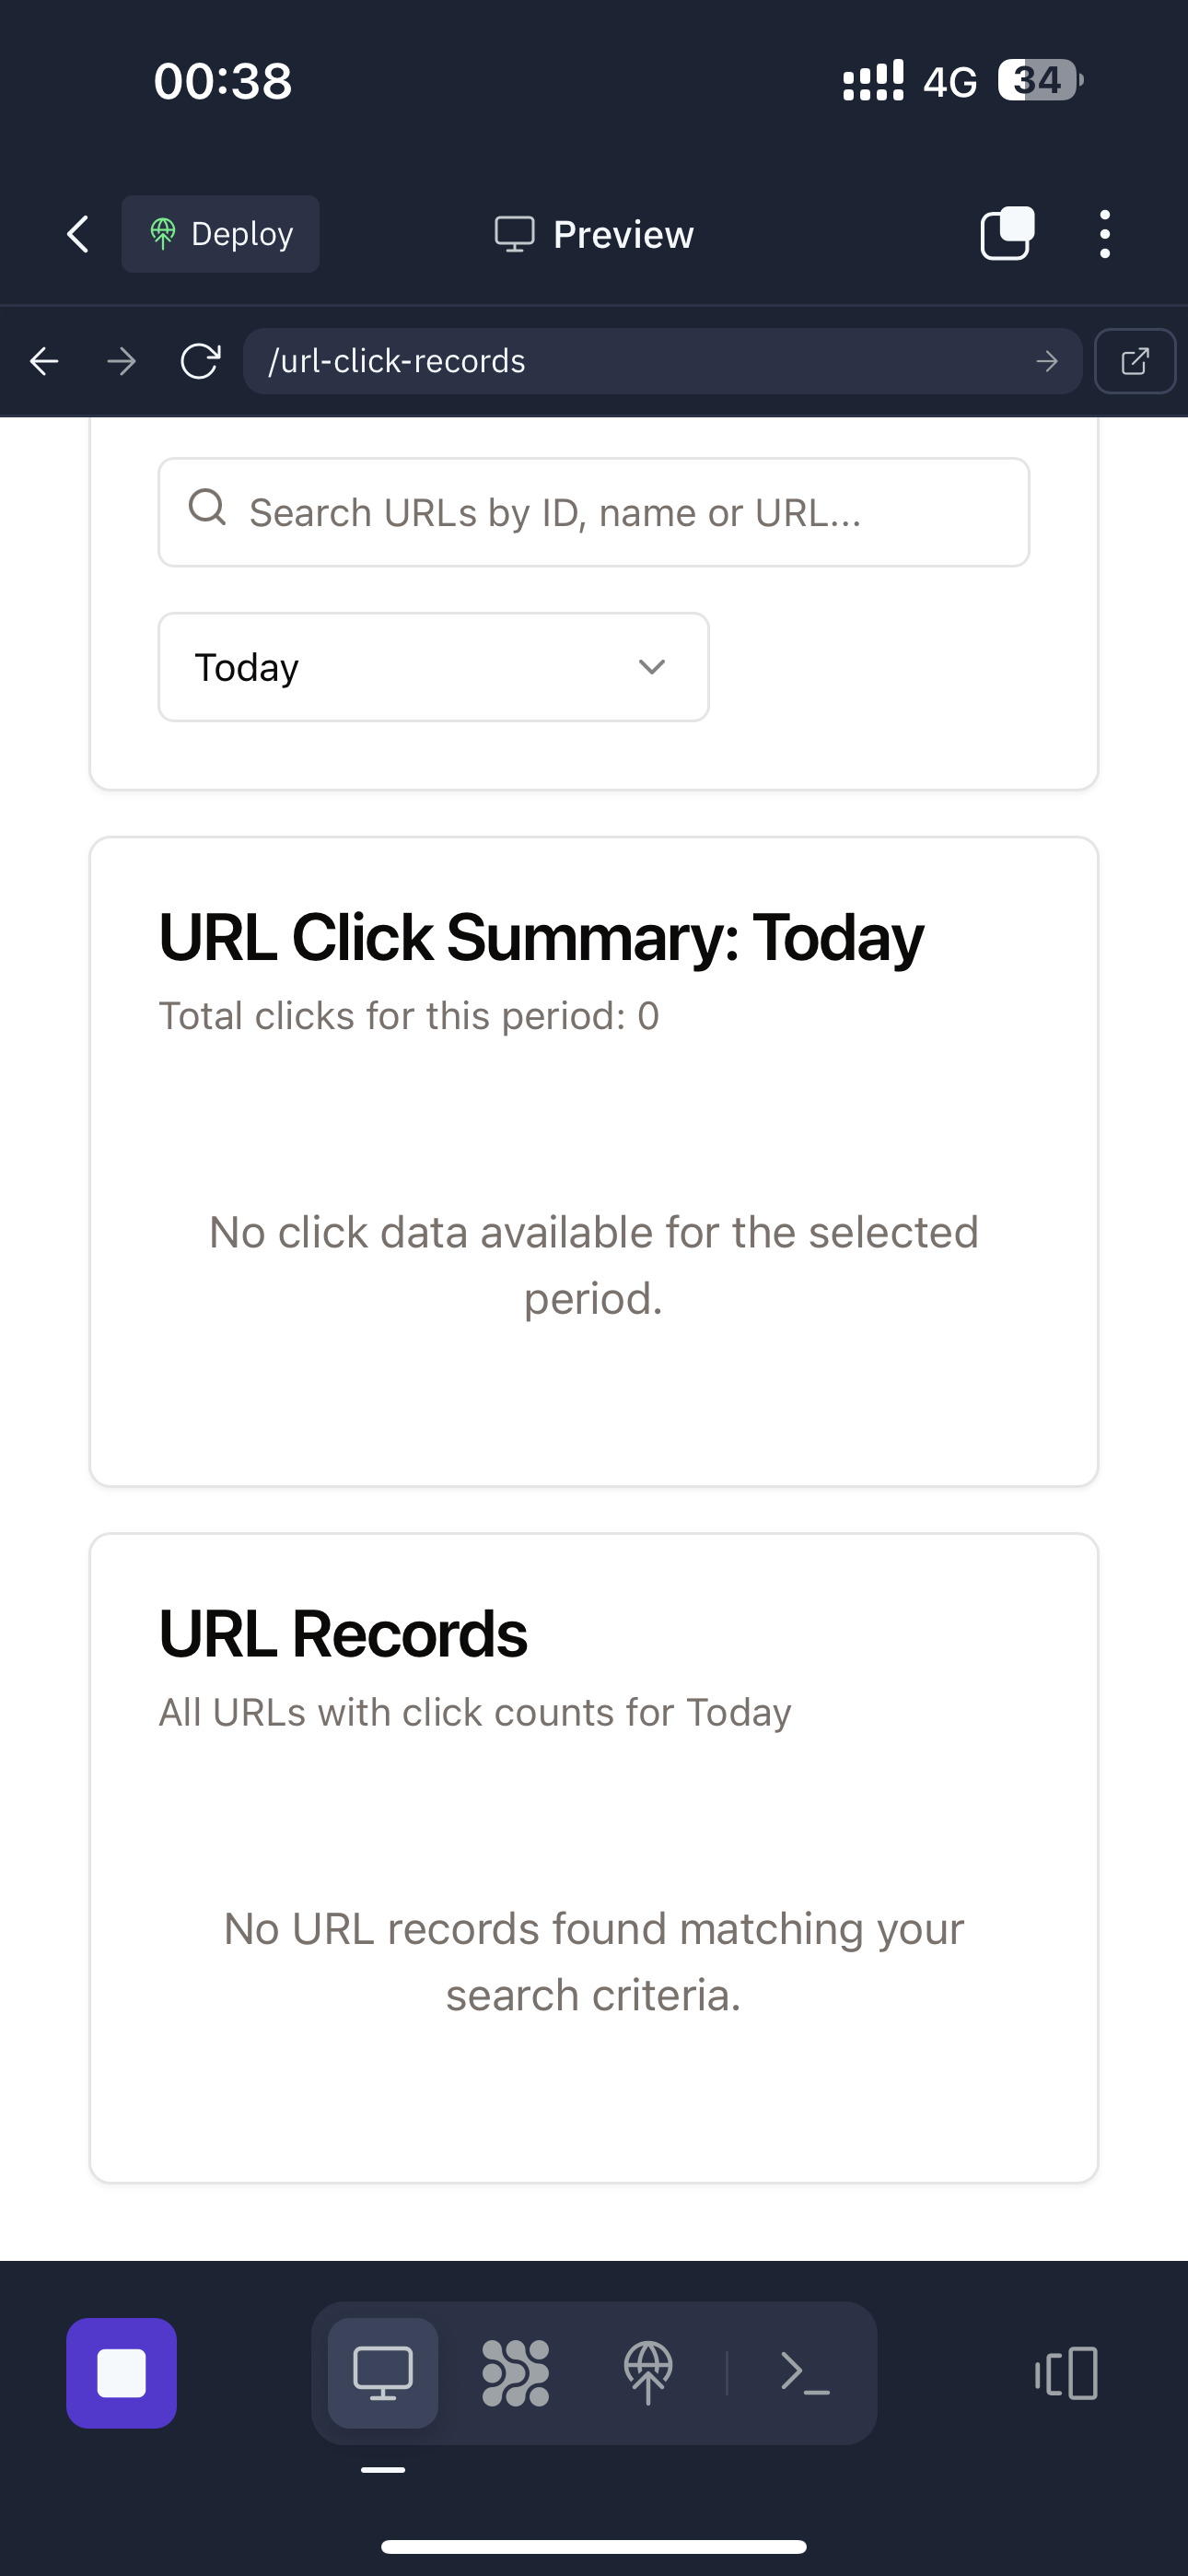 00:38
4G
34
Deploy
Preview
/url-click-records
Search URLs by ID, name or URL...
Today
URL Click Summary: Today
Total clicks for this period: 0
No click data available for the selected
period.
URL Records
All URLs with click counts for Today
No URL records found matching your
search criteria.